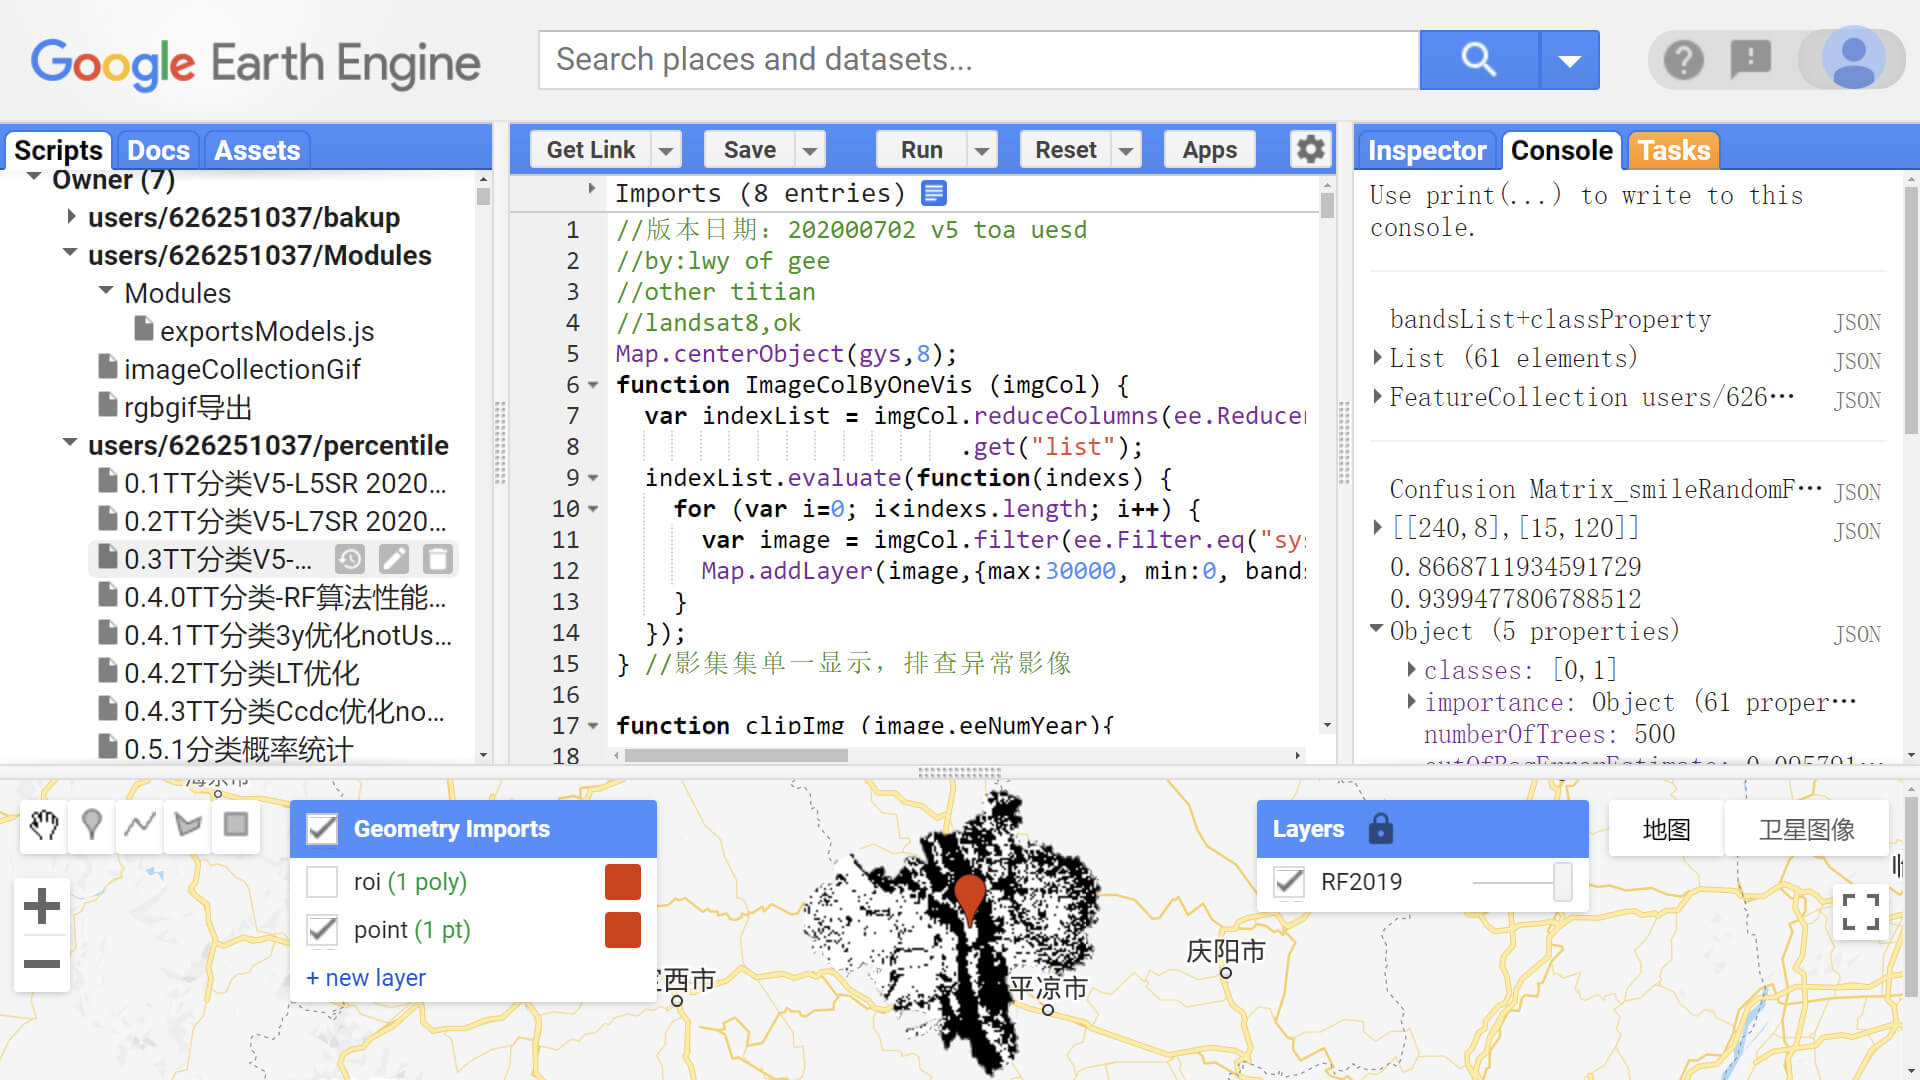 Google Earth Engine
Search places and datasets...
Scripts
Docs
Assets
Owner (7)
users/626251037/bakup
users/626251037/Modules
Modules
exportsModels.js
imageCollectionGif
rgbgif导出
users/626251037/percentile
0.1TT分类V5-L5SR 2020...
0.2TT分类V5-L7SR 2020...
0.3TT分类V5-...
0.4.0TT分类-RF算法性能...
0.4.1TT分类3y优化notUs...
0.4.2TT分类LT优化
0.4.3TT分类Ccdc优化no...
0.5.1分类概率统计
Get Link
Save
Run
Reset
Apps
Imports (8 entries)
1 //版本日期：202000702 v5 toa uesd
2 //by:lwy of gee
3 //other titian
4 //landsat8,ok
5 Map.centerObject(gys,8);
6 function ImageColByOneVis (imgCol) {
7 var indexList = imgCol.reduceColumns(ee.Reducer
8 .get("list");
9 indexList.evaluate(function(indexs) {
10 for (var i=0; i<indexs.length; i++) {
11 var image = imgCol.filter(ee.Filter.eq("sys
12 Map.addLayer(image,{max:30000, min:0, bands
13 }
14 });
15 } //影集集单一显示，排查异常影像
16
17 function clipImg (image,eeNumYear){
18
Inspector
Console
Tasks
Use print(...) to write to this
console.
bandsList+classProperty JSON
List (61 elements) JSON
FeatureCollection users/626… JSON
Confusion Matrix_smileRandomF… JSON
[[240,8],[15,120]] JSON
0.8668711934591729
0.9399477806788512
Object (5 properties) JSON
classes: [0,1]
importance: Object (61 proper…
numberOfTrees: 500
Geometry Imports
roi (1 poly)
point (1 pt)
+ new layer
Layers
RF2019
地图
卫星图像
西市
平凉市
庆阳市